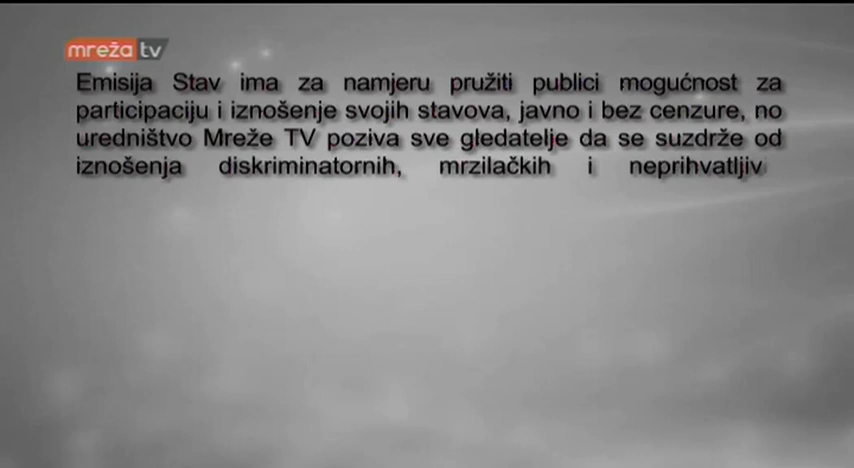 mreža tv
Emisija Stav ima za namjeru pružiti publici mogućnost za
participaciju i iznošenje svojih stavova, javno i bez cenzure, no
uredništvo Mreže TV poziva sve gledatelje da se suzdrže od
iznošenja diskriminatornih, mrzilačkih i neprihvatljiv